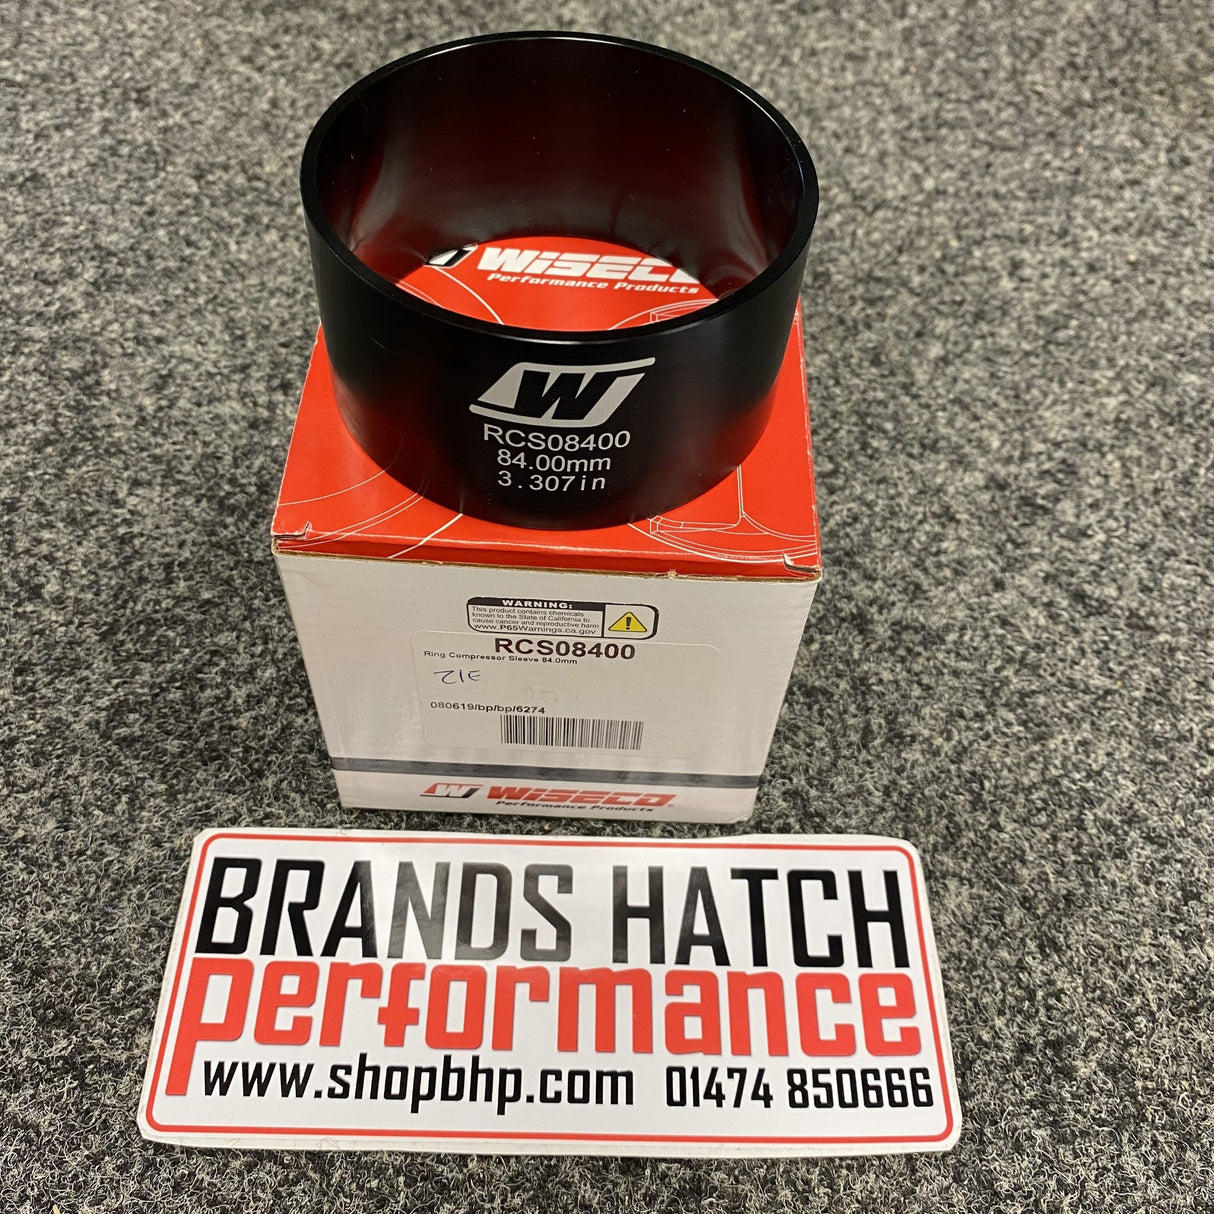 WISECO
Performance Products
W
RCS08400
84.00mm
3.307in
WARNING:
This product contains chemicals
known to the State of California to
cause cancer and reproductive harm
www.P65Warnings.ca.gov
RCS08400
Ring Compressor Sleeve 84.0mm
080619/bp/bp/6274
W WISECO®
Performance Products
BRANDS HATCH
performance
www.shopbhp.com 01474 850666